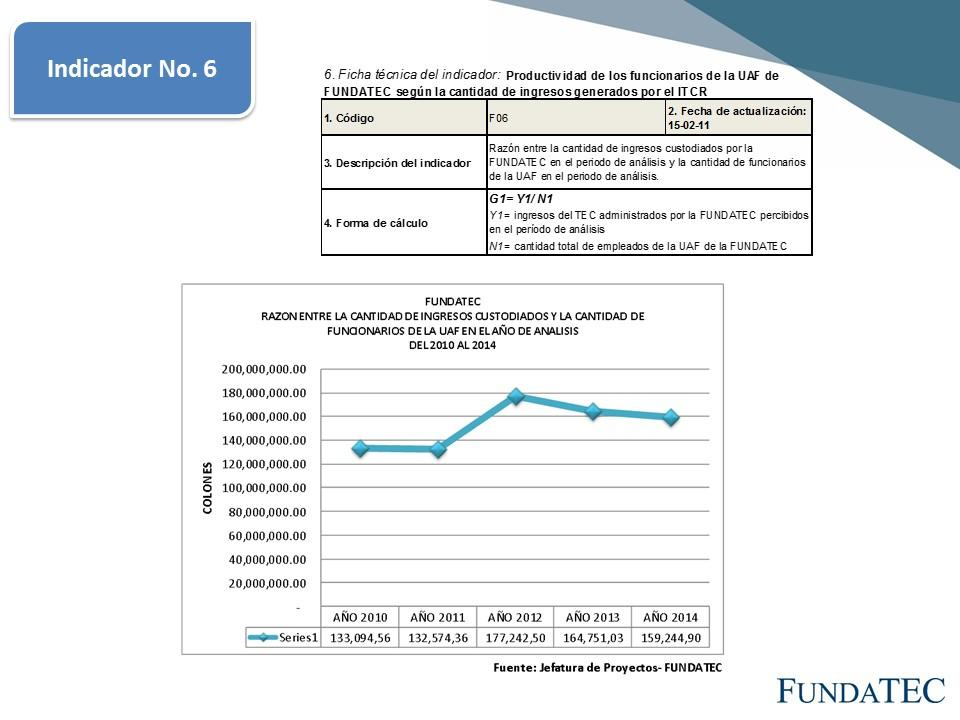 Indicador No. 6
6. Ficha técnica del indicador: Productividad de los funcionarios de la UAF de
FUNDATEC según la cantidad de ingresos generados por el ITCR
1. Código F06 2. Fecha de actualización:
15-02-11
3. Descripción del indicador
Razón entre la cantidad de ingresos custodiados por la
FUNDATEC en el periodo de análisis y la cantidad de funcionarios
de la UAF en el periodo de análisis.
4. Forma de cálculo
G1= Y1/ N1
Y1= ingresos del TEC administrados por la FUNDATEC percibidos
en el período de análisis
N1= cantidad total de empleados de la UAF de la FUNDATEC
FUNDATEC
RAZON ENTRE LA CANTIDAD DE INGRESOS CUSTODIADOS Y LA CANTIDAD DE
FUNCIONARIOS DE LA UAF EN EL AÑO DE ANALISIS
DEL 2010 AL 2014
COLONES
200,000,000.00
180,000,000.00
160,000,000.00
140,000,000.00
120,000,000.00
100,000,000.00
80,000,000.00
60,000,000.00
40,000,000.00
20,000,000.00
-
AÑO 2010 AÑO 2011 AÑO 2012 AÑO 2013 AÑO 2014
Series1 133,094,56 132,574,36 177,242,50 164,751,03 159,244,90
Fuente: Jefatura de Proyectos- FUNDATEC
FUNDATEC